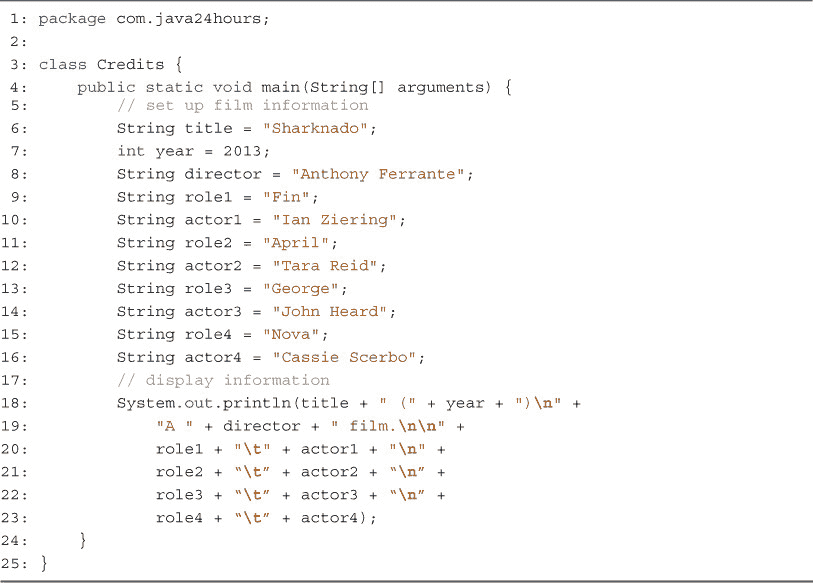 1: package com.java24hours;
2:
3: class Credits {
4:     public static void main(String[] arguments) {
5:         // set up film information
6:         String title = "Sharknado";
7:         int year = 2013;
8:         String director = "Anthony Ferrante";
9:         String role1 = "Fin";
10:         String actor1 = "Ian Ziering";
11:         String role2 = "April";
12:         String actor2 = "Tara Reid";
13:         String role3 = "George";
14:         String actor3 = "John Heard";
15:         String role4 = "Nova";
16:         String actor4 = "Cassie Scerbo";
17:         // display information
18:         System.out.println(title + " (" + year + ")\n" +
19:             "A " + director + " film.\n\n" +
20:             role1 + "\t" + actor1 + "\n" +
21:             role2 + “\t” + actor2 + “\n” +
22:             role3 + “\t” + actor3 + “\n” +
23:             role4 + “\t” + actor4);
24:     }
25: }